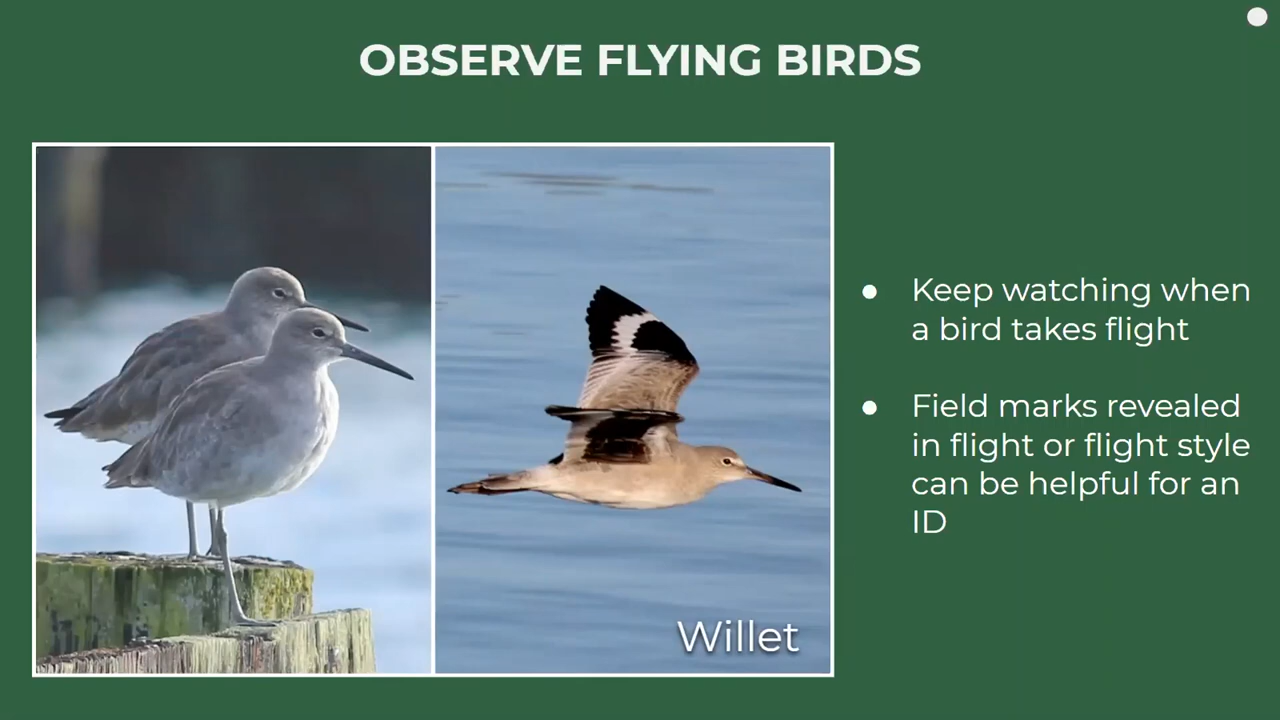 OBSERVE FLYING BIRDS
● Keep watching when
a bird takes flight
● Field marks revealed
in flight or flight style
can be helpful for an
ID
Willet